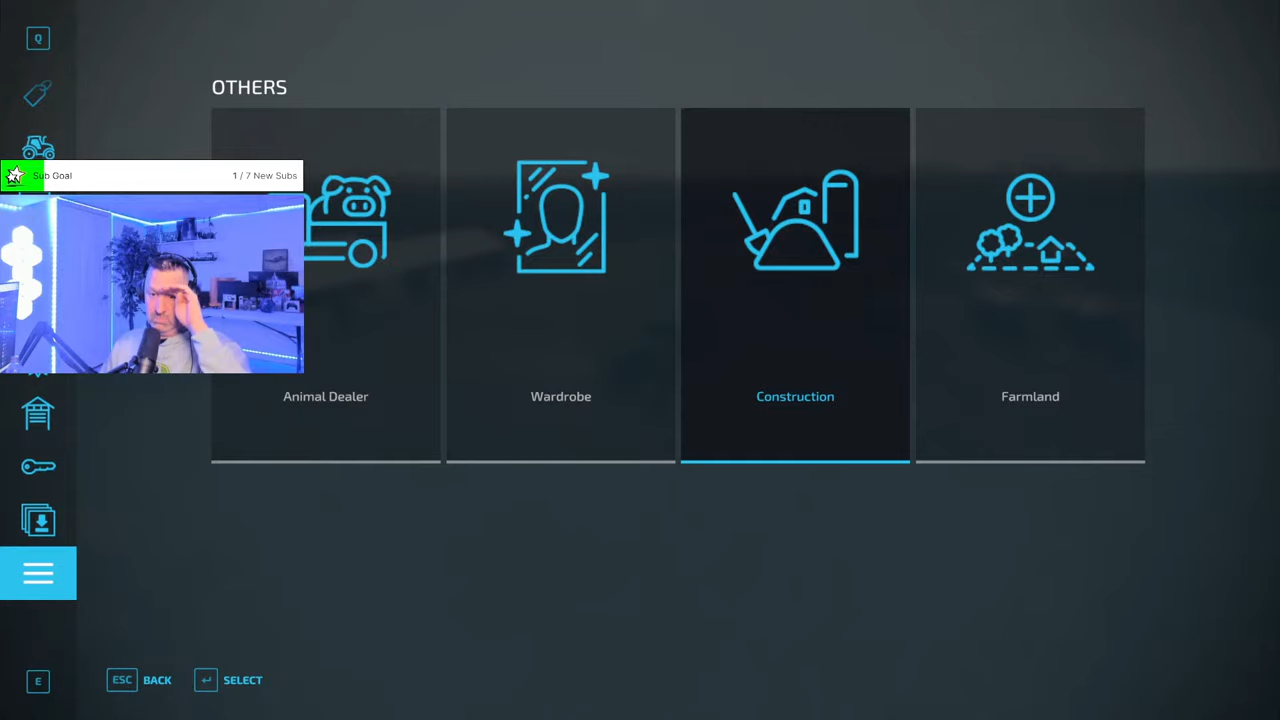 Q
OTHERS
Sub Goal
1 / 7 New Subs
Animal Dealer
Wardrobe
Construction
Farmland
E
ESC BACK
SELECT